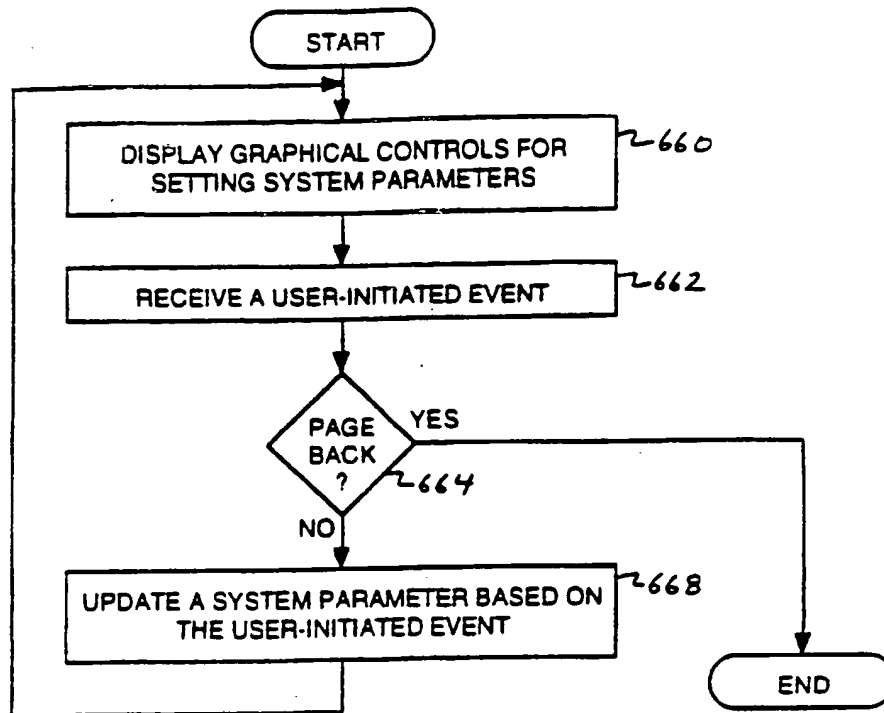 START
DISPLAY GRAPHICAL CONTROLS FOR
SETTING SYSTEM PARAMETERS
660
RECEIVE A USER-INITIATED EVENT
662
PAGE
BACK
?
YES
664
NO
UPDATE A SYSTEM PARAMETER BASED ON
THE USER-INITIATED EVENT
668
END